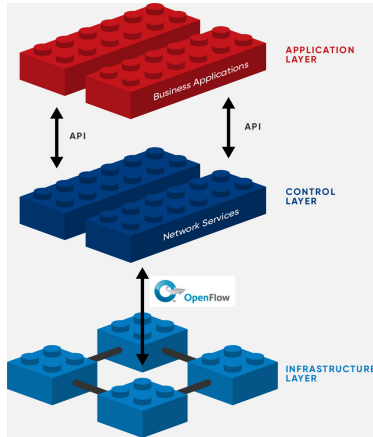 APPLICATION
LAYER
Business Applications
API
API
CONTROL
LAYER
Network Services
OpenFlow
INFRASTRUCTURE
LAYER